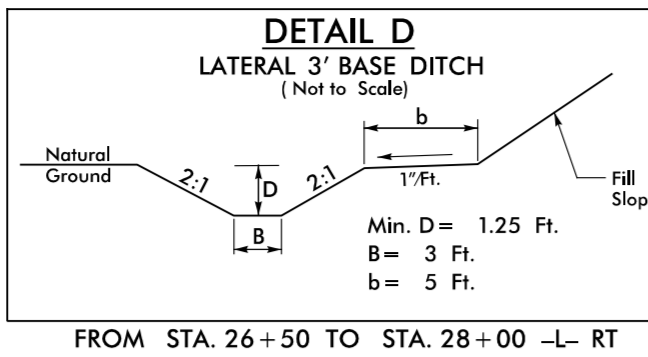 DETAIL D
LATERAL 3' BASE DITCH
( Not to Scale)
b
Natural
Ground
2:1
D
2:1
1"/Ft.
B
Fill
Slop
Min. D = 1.25 Ft.
B = 3 Ft.
b = 5 Ft.
FROM STA. 26+50 TO STA. 28+00 -L- RT